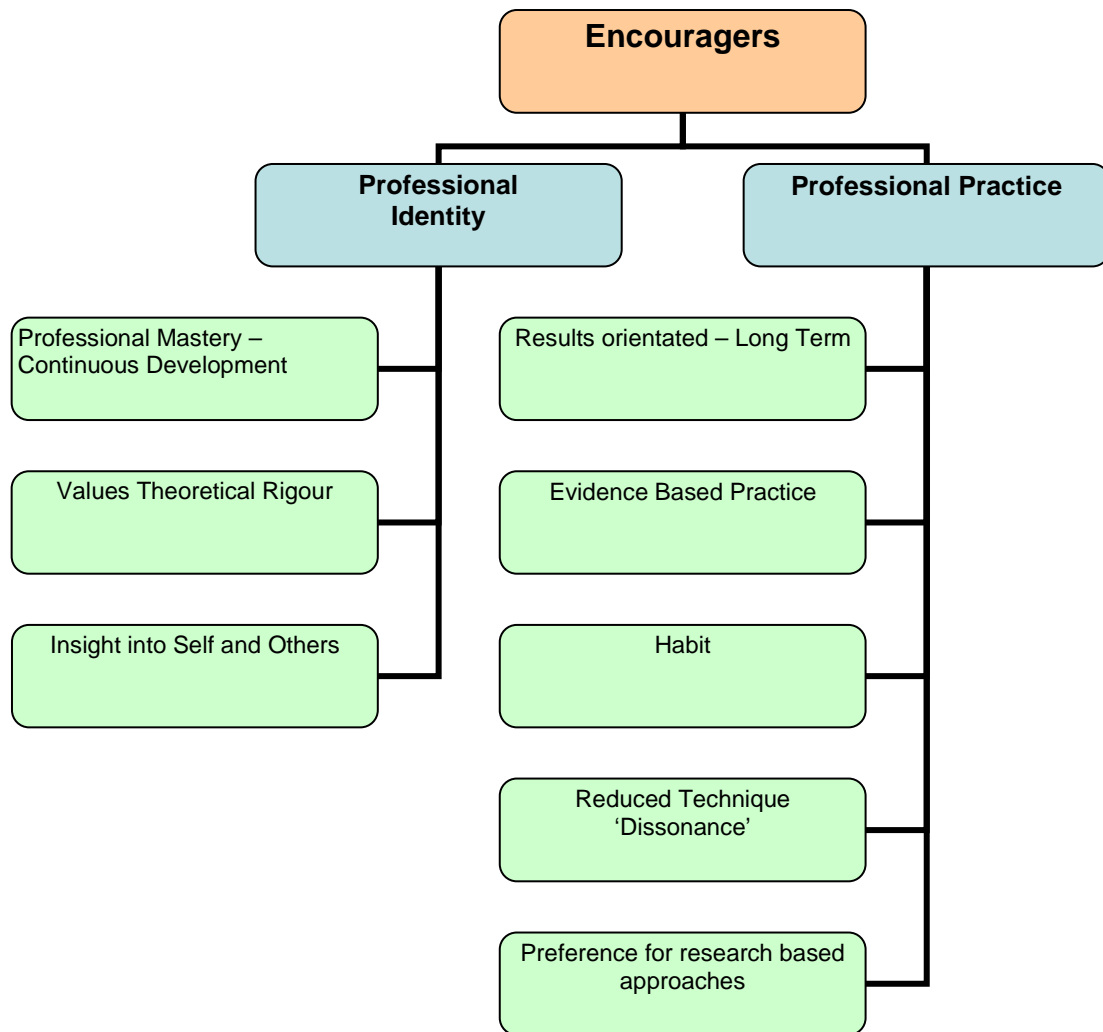 Encouragers
Professional
Identity
Professional Practice
Professional Mastery –
Continuous Development
Values Theoretical Rigour
Insight into Self and Others
Results orientated – Long Term
Evidence Based Practice
Habit
Reduced Technique
‘Dissonance’
Preference for research based
approaches